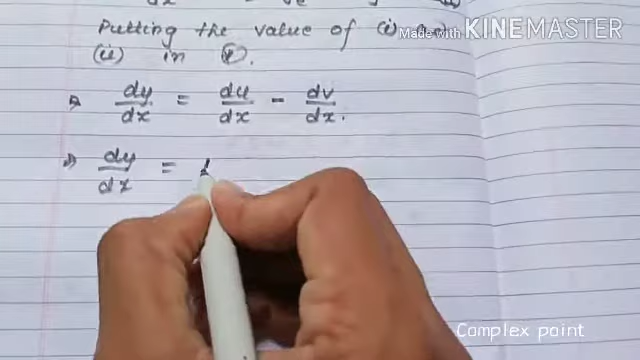 Putting the value of (i) and
Made with KINEMASTER
(ii) in
⇒ dy/dx = du/dx - dv/dx.
⇒ dy/dx =
Complex point